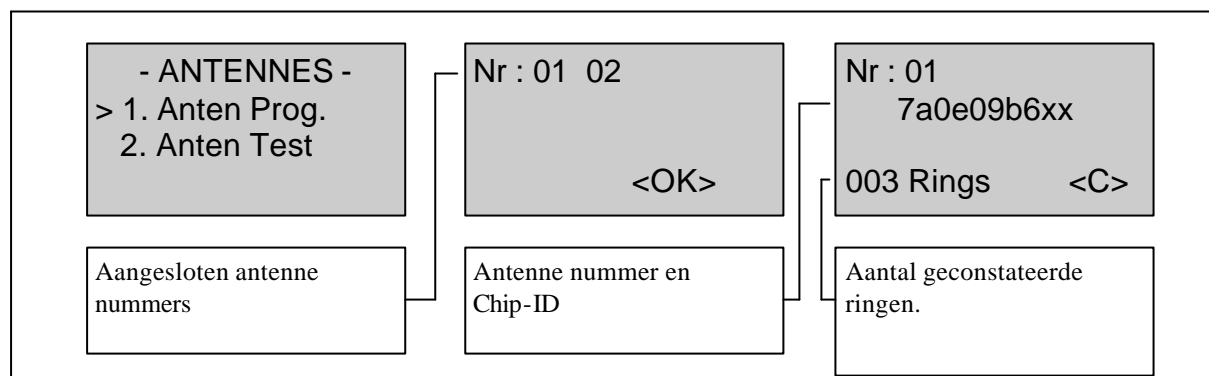 - ANTENNES -
> 1. Anten Prog.
2. Anten Test
Nr : 01 02
<OK>
Nr : 01
7a0e09b6xx
003 Rings <C>
Aangesloten antenne
nummers
Antenne nummer en
Chip-ID
Aantal geconstateerde
ringen.